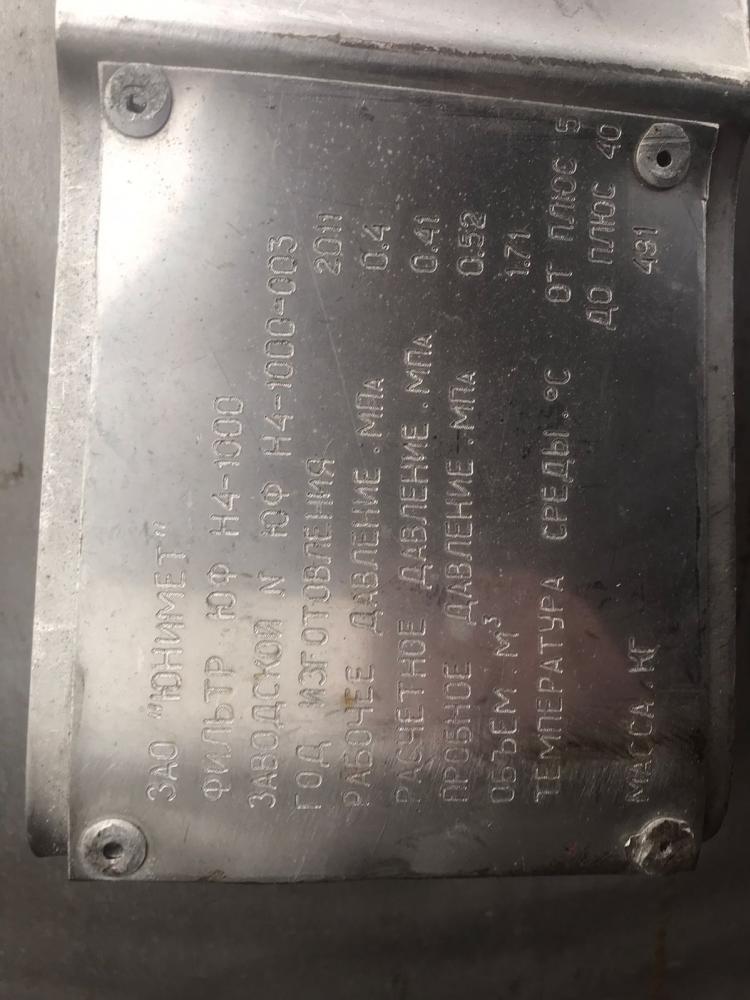 ЗАО "ЮНИМЕТ"
ФИЛЬТР ЮФ Н4-1000
ЗАВОДСКОЙ N ЮФ Н4-1000-003
ГОД ИЗГОТОВЛЕНИЯ 2011
РАБОЧЕЕ ДАВЛЕНИЕ .МПА 0.4
РАСЧЕТНОЕ ДАВЛЕНИЕ .МПА 0.41
ПРОБНОЕ ДАВЛЕНИЕ .МПА 0.52
ОБЪЕМ .М³ 1.71
ТЕМПЕРАТУРА СРЕДЫ .°С ОТ ПЛЮС 5
ДО ПЛЮС 40
МАССА .КГ 491